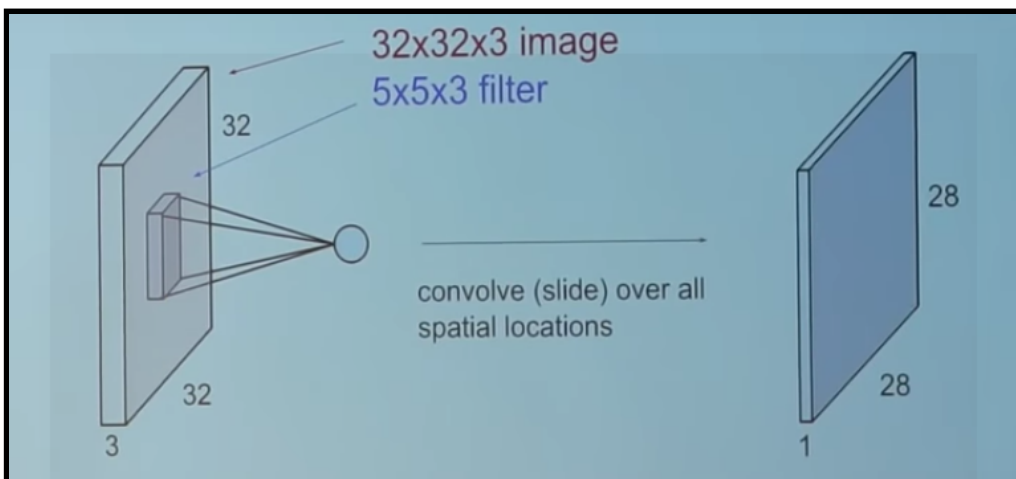 32x32x3 image
5x5x3 filter
32
32
3
convolve (slide) over all
spatial locations
28
28
1